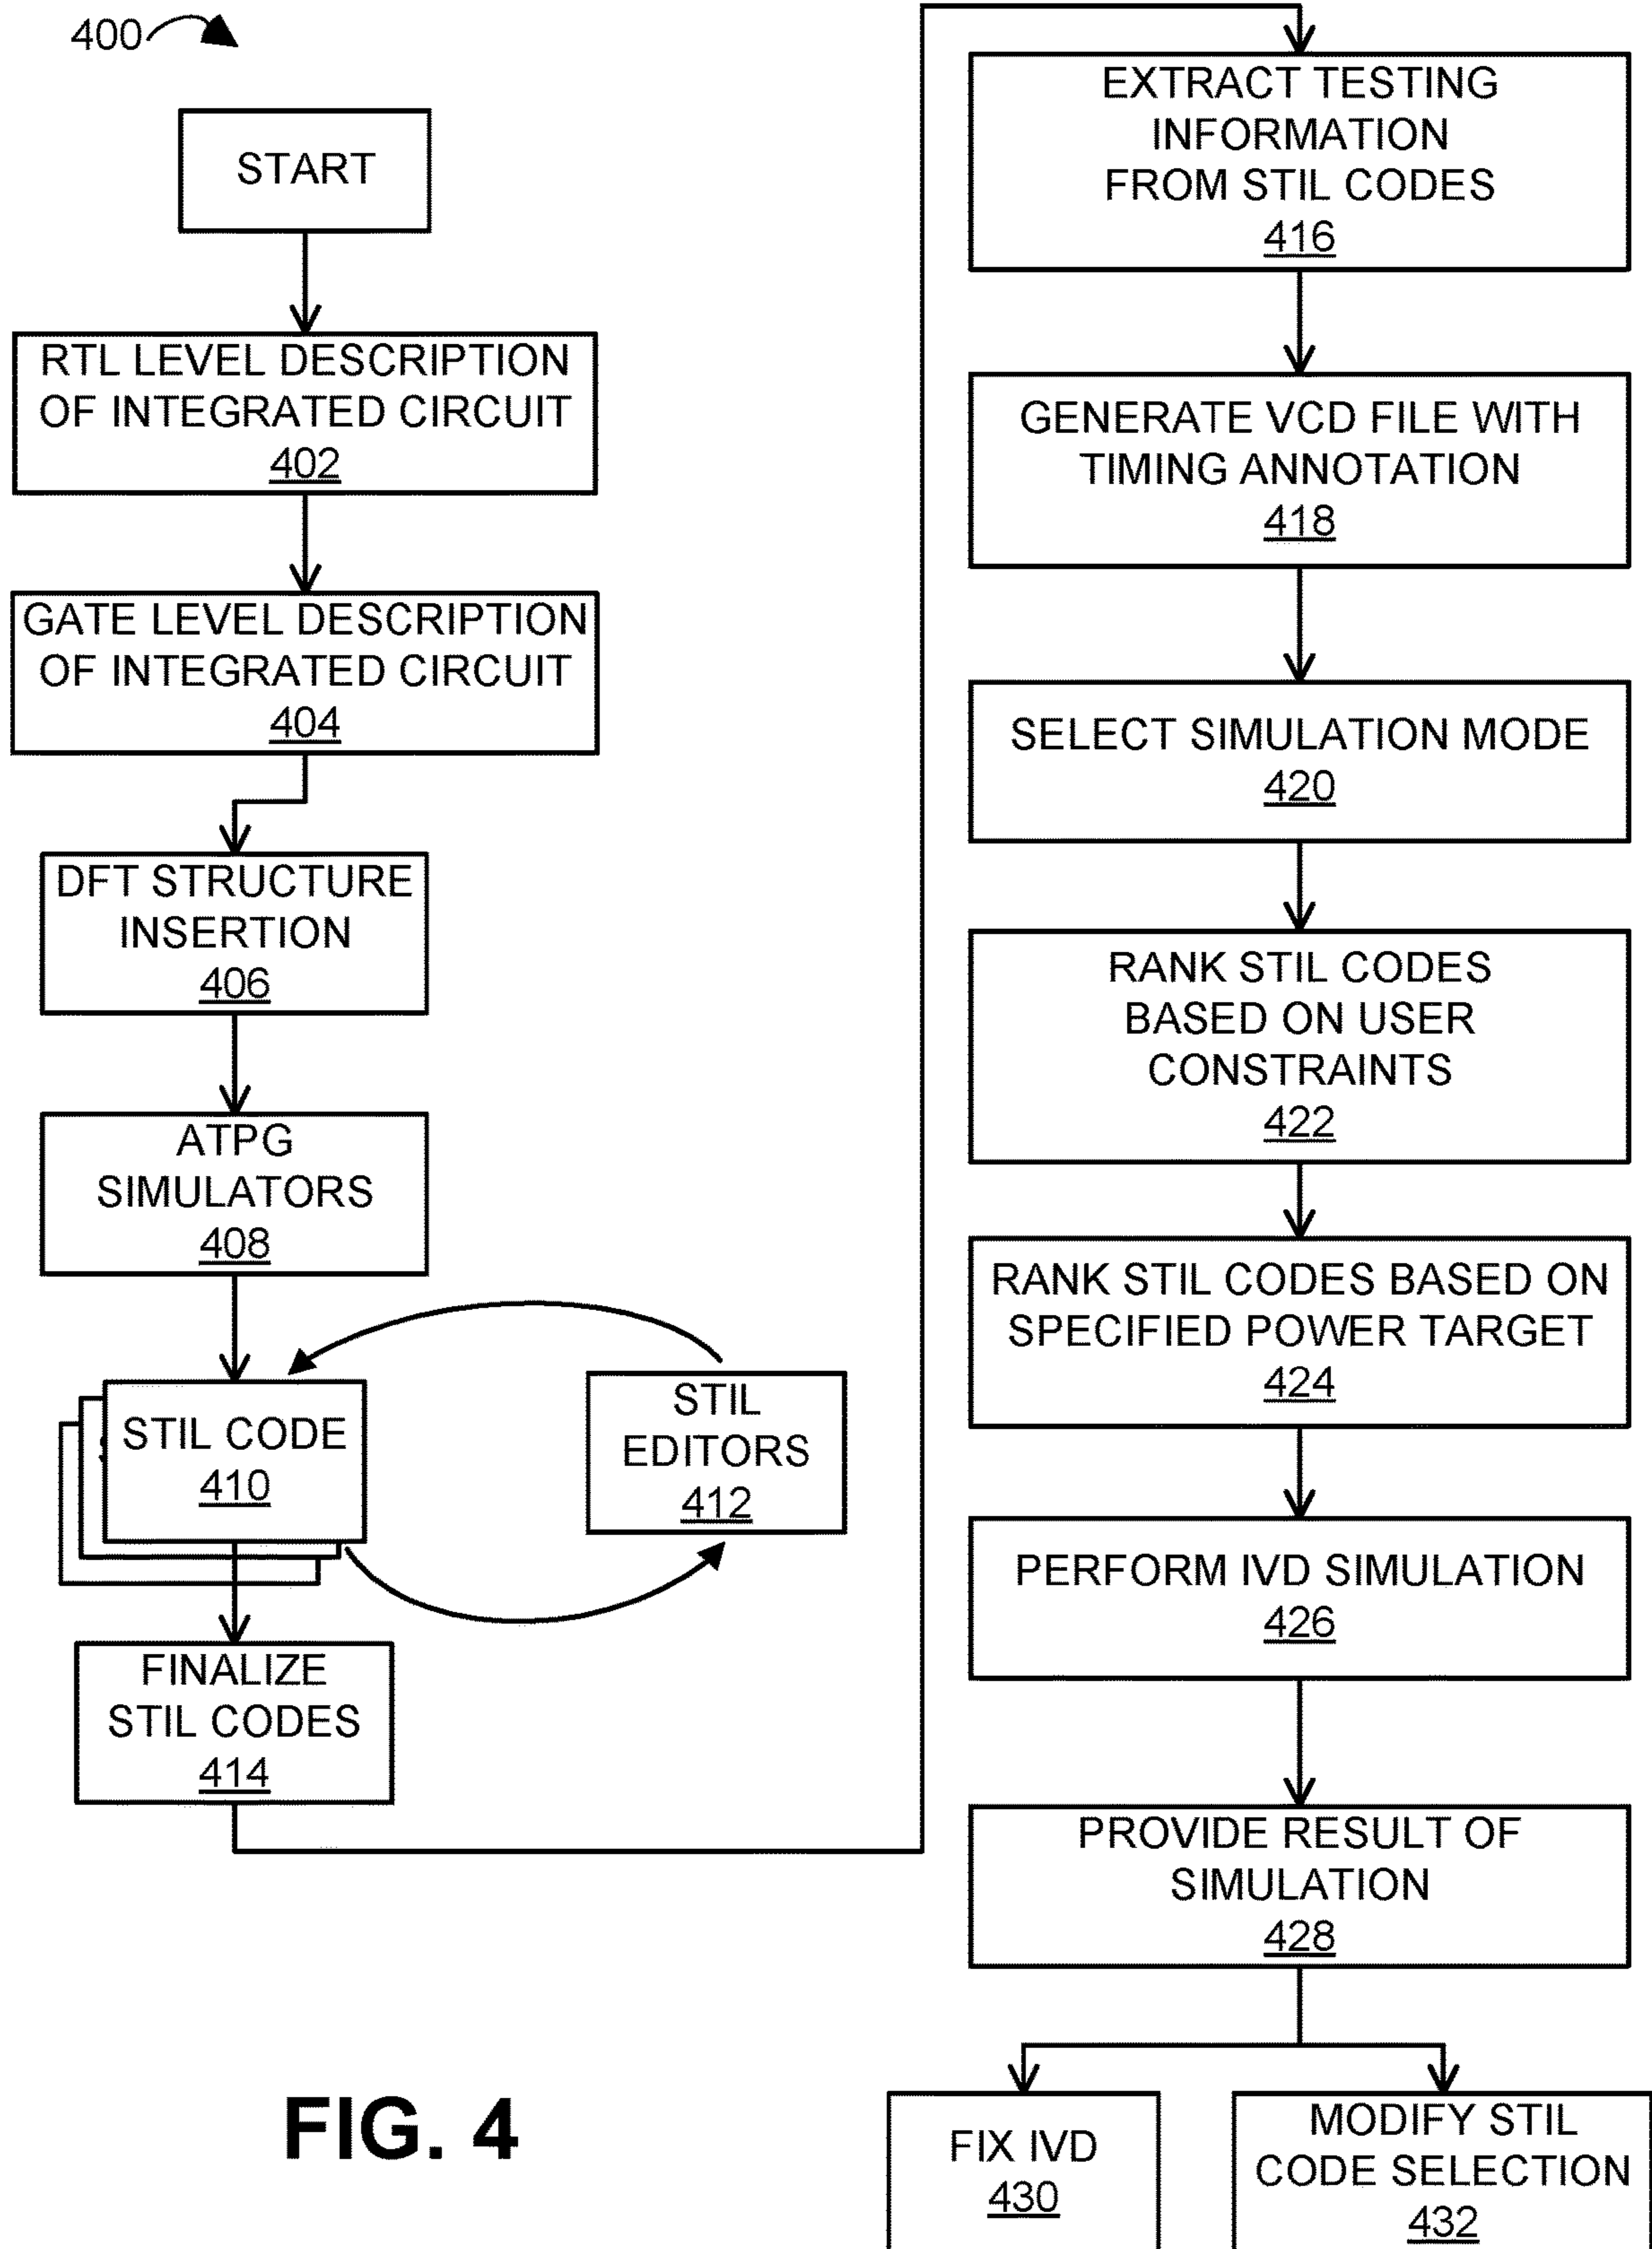 400
START
RTL LEVEL DESCRIPTION
OF INTEGRATED CIRCUIT
402
GATE LEVEL DESCRIPTION
OF INTEGRATED CIRCUIT
404
DFT STRUCTURE
INSERTION
406
ATPG
SIMULATORS
408
STIL CODE
410
STIL
EDITORS
412
FINALIZE
STIL CODES
414
EXTRACT TESTING
INFORMATION
FROM STIL CODES
416
GENERATE VCD FILE WITH
TIMING ANNOTATION
418
SELECT SIMULATION MODE
420
RANK STIL CODES
BASED ON USER
CONSTRAINTS
422
RANK STIL CODES BASED ON
SPECIFIED POWER TARGET
424
PERFORM IVD SIMULATION
426
PROVIDE RESULT OF
SIMULATION
428
FIX IVD
430
MODIFY STIL
CODE SELECTION
432
FIG. 4